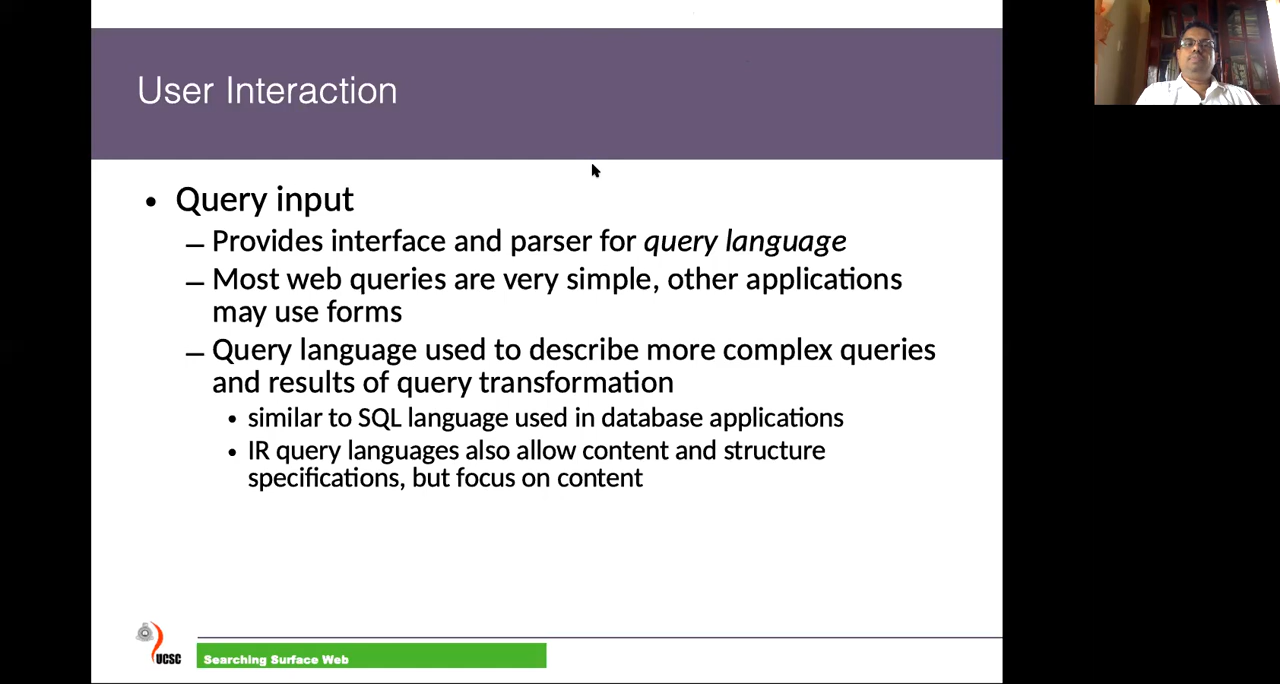 User Interaction
• Query input
– Provides interface and parser for query language
– Most web queries are very simple, other applications
may use forms
– Query language used to describe more complex queries
and results of query transformation
• similar to SQL language used in database applications
• IR query languages also allow content and structure
specifications, but focus on content
UCSC
Searching Surface Web